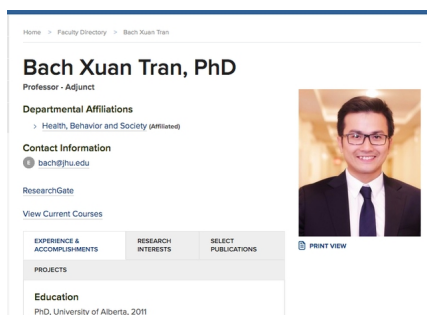 Home > Faculty Directory > Bach Xuan Tran
Bach Xuan Tran, PhD
Professor - Adjunct
Departmental Affiliations
> Health, Behavior and Society (Affiliated)
Contact Information
E bach@jhu.edu
ResearchGate
View Current Courses
PRINT VIEW
EXPERIENCE & ACCOMPLISHMENTS
RESEARCH INTERESTS
SELECT PUBLICATIONS
PROJECTS
Education
PhD, University of Alberta, 2011